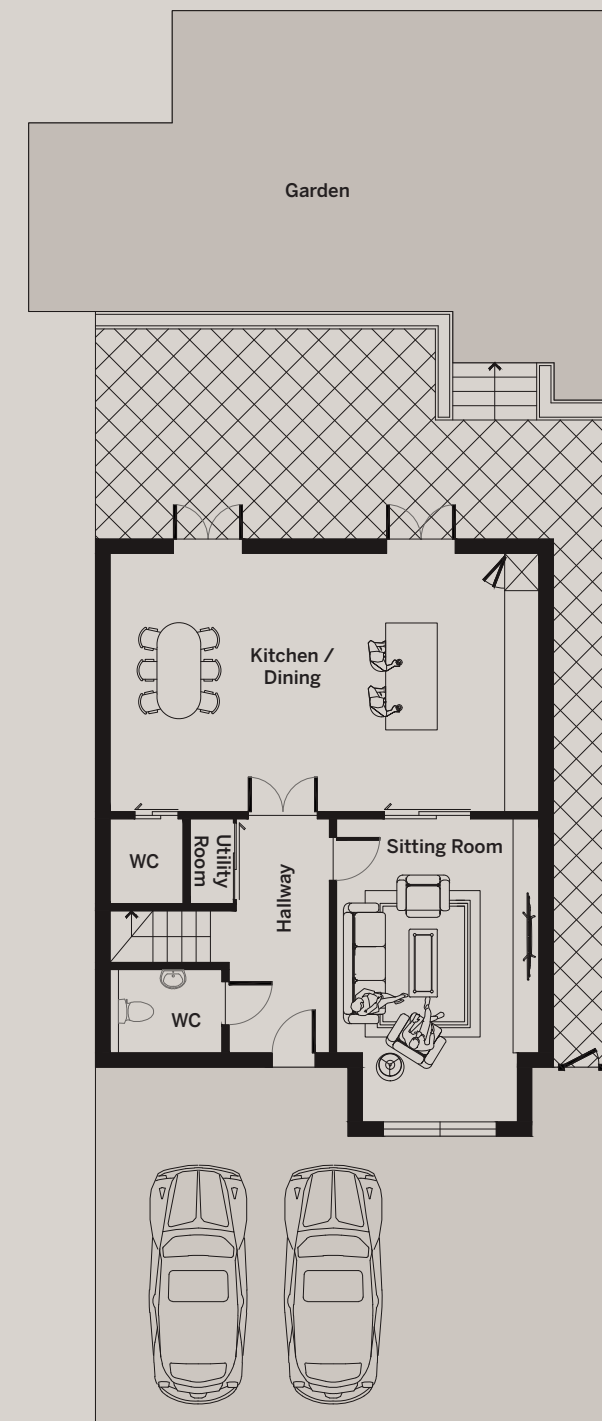 Garden
Kitchen /
Dining
WC
Utility
Room
Hallway
Sitting Room
WC